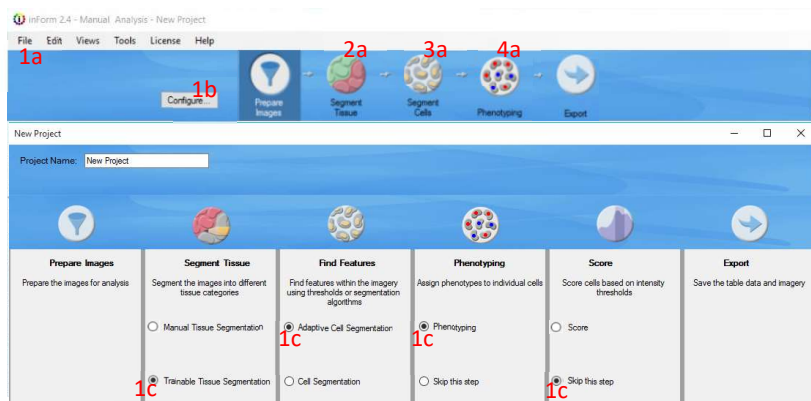 inForm 2.4 - Manual Analysis - New Project
File Edit Views Tools License Help
1a
2a 3a 4a
1b
Configure...
Prepare Images
Segment Tissue
Segment Cells
Phenotyping
Export
New Project
Project Name: New Project
Prepare Images
Prepare the images for analysis
Segment Tissue
Segment the images into different
tissue categories
Manual Tissue Segmentation
1c Trainable Tissue Segmentation
Find Features
Find features within the imagery
using thresholds or segmentation
algorithms
Adaptive Cell Segmentation
1c
Cell Segmentation
Phenotyping
Assign phenotypes to individual cells
Phenotyping
1c
Skip this step
Score
Score cells based on intensity
thresholds
Score
Skip this step
1c
Export
Save the table data and imagery